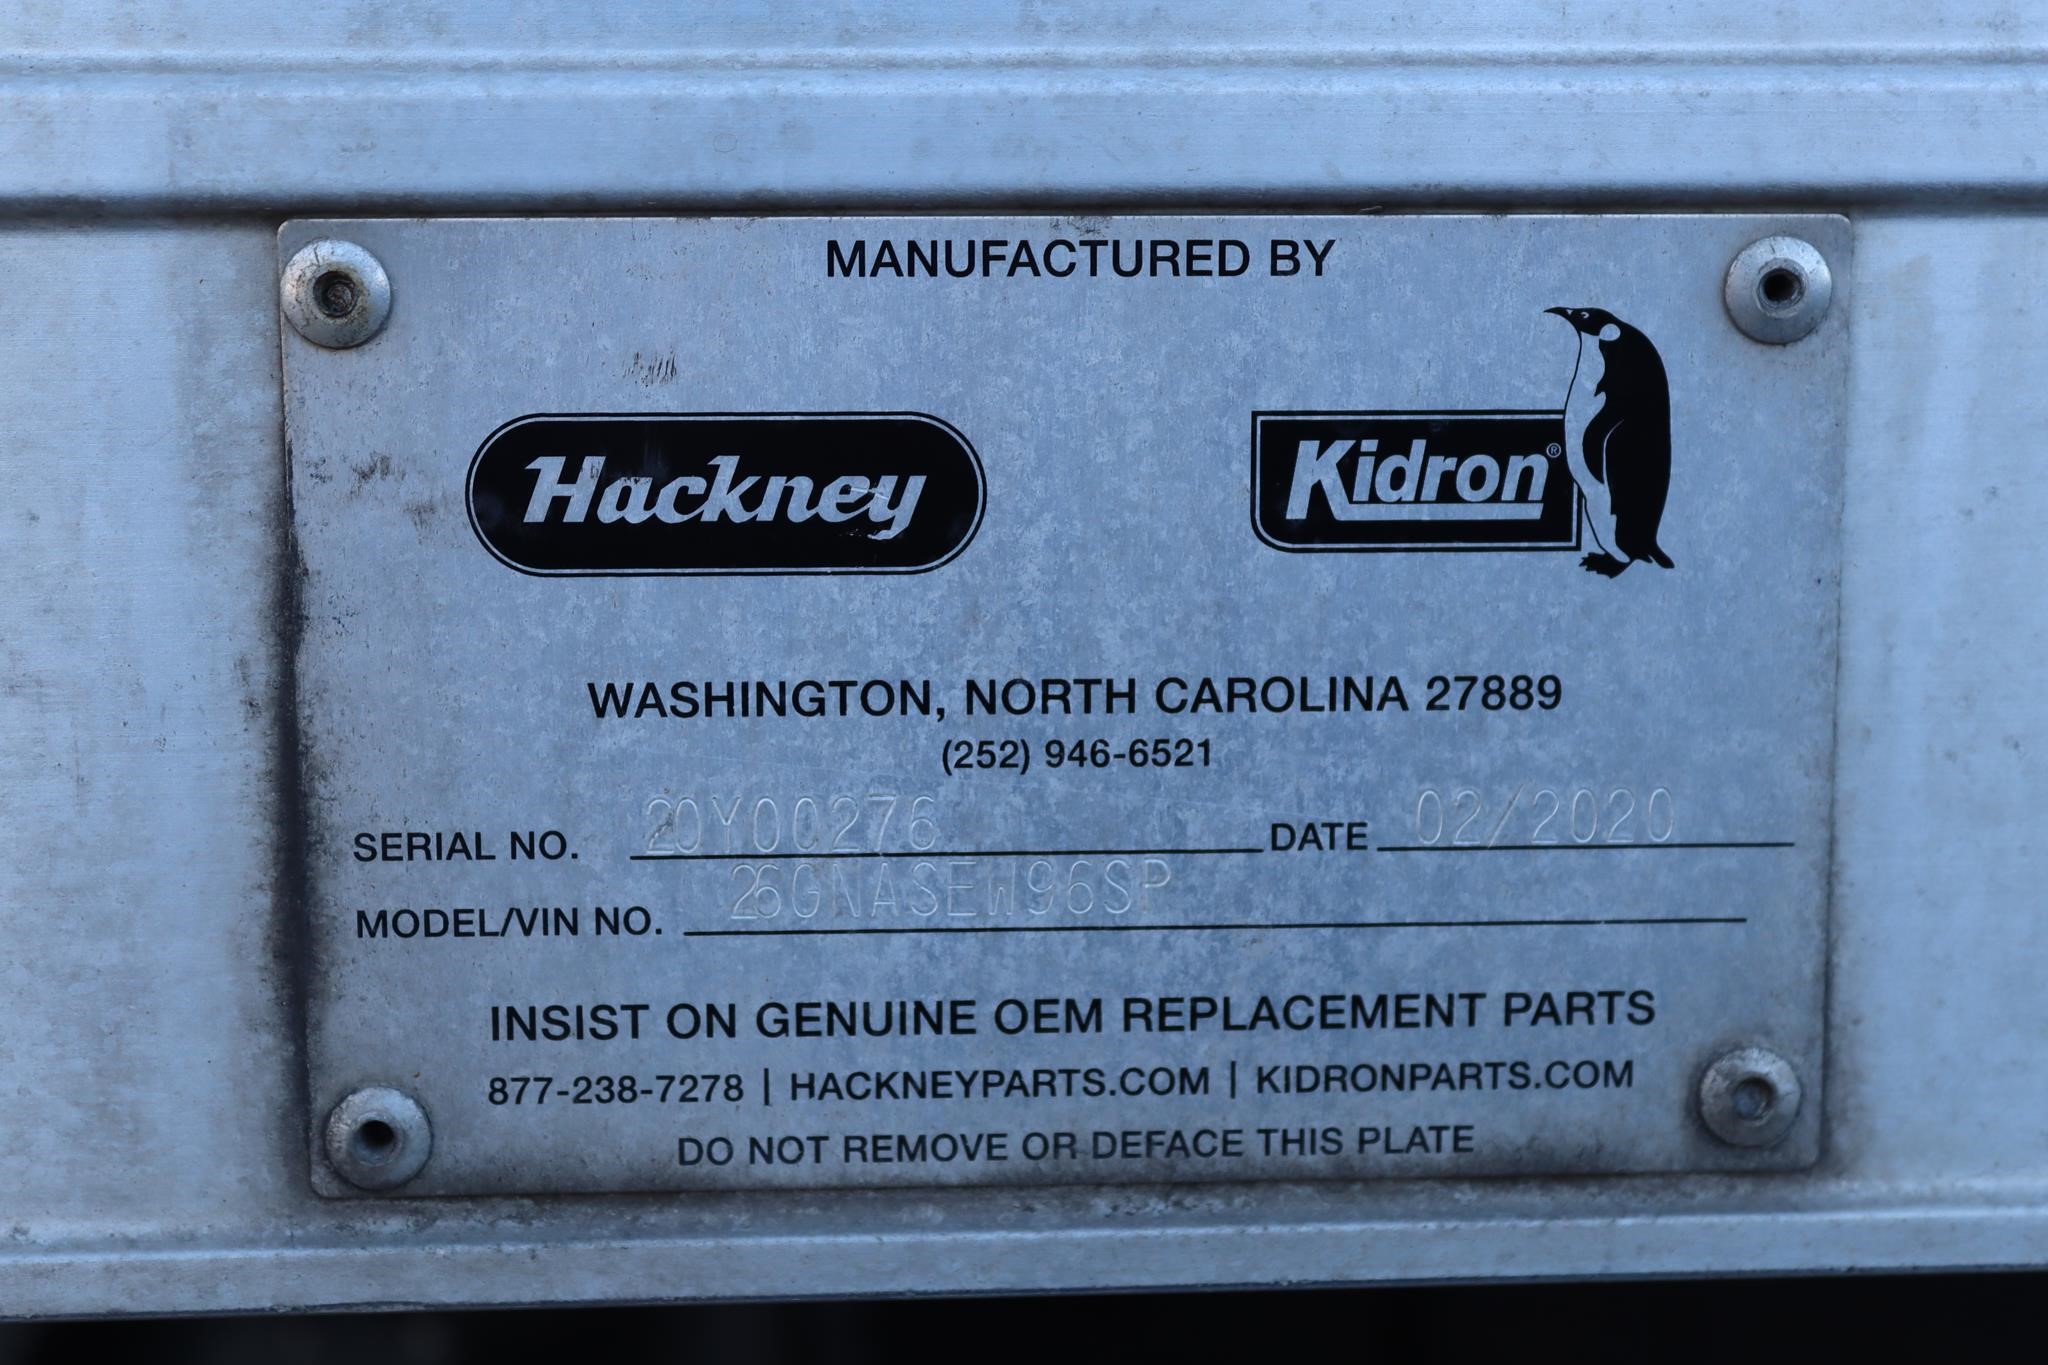 MANUFACTURED BY
Hackney
Kidron®
WASHINGTON, NORTH CAROLINA 27889
(252) 946-6521
SERIAL NO. 20Y00276 DATE 02/2020
MODEL/VIN NO. 26GNASEW96SP
INSIST ON GENUINE OEM REPLACEMENT PARTS
877-238-7278 | HACKNEYPARTS.COM | KIDRONPARTS.COM
DO NOT REMOVE OR DEFACE THIS PLATE